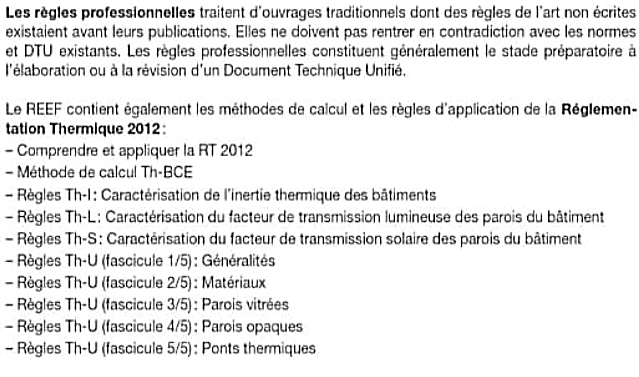 Les règles professionnelles traitent d'ouvrages traditionnels dont des règles de l'art non écrites
existaient avant leurs publications. Elles ne doivent pas rentrer en contradiction avec les normes
et DTU existants. Les règles professionnelles constituent généralement le stade préparatoire à
l'élaboration ou à la révision d'un Document Technique Unifié.
Le REEF contient également les méthodes de calcul et les règles d'application de la Réglemen-
tation Thermique 2012 :
– Comprendre et appliquer la RT 2012
– Méthode de calcul Th-BCE
– Règles Th-I : Caractérisation de l'inertie thermique des bâtiments
– Règles Th-L : Caractérisation du facteur de transmission lumineuse des parois du bâtiment
– Règles Th-S : Caractérisation du facteur de transmission solaire des parois du bâtiment
– Règles Th-U (fascicule 1/5) : Généralités
– Règles Th-U (fascicule 2/5) : Matériaux
– Règles Th-U (fascicule 3/5) : Parois vitrées
– Règles Th-U (fascicule 4/5) : Parois opaques
– Règles Th-U (fascicule 5/5) : Ponts thermiques